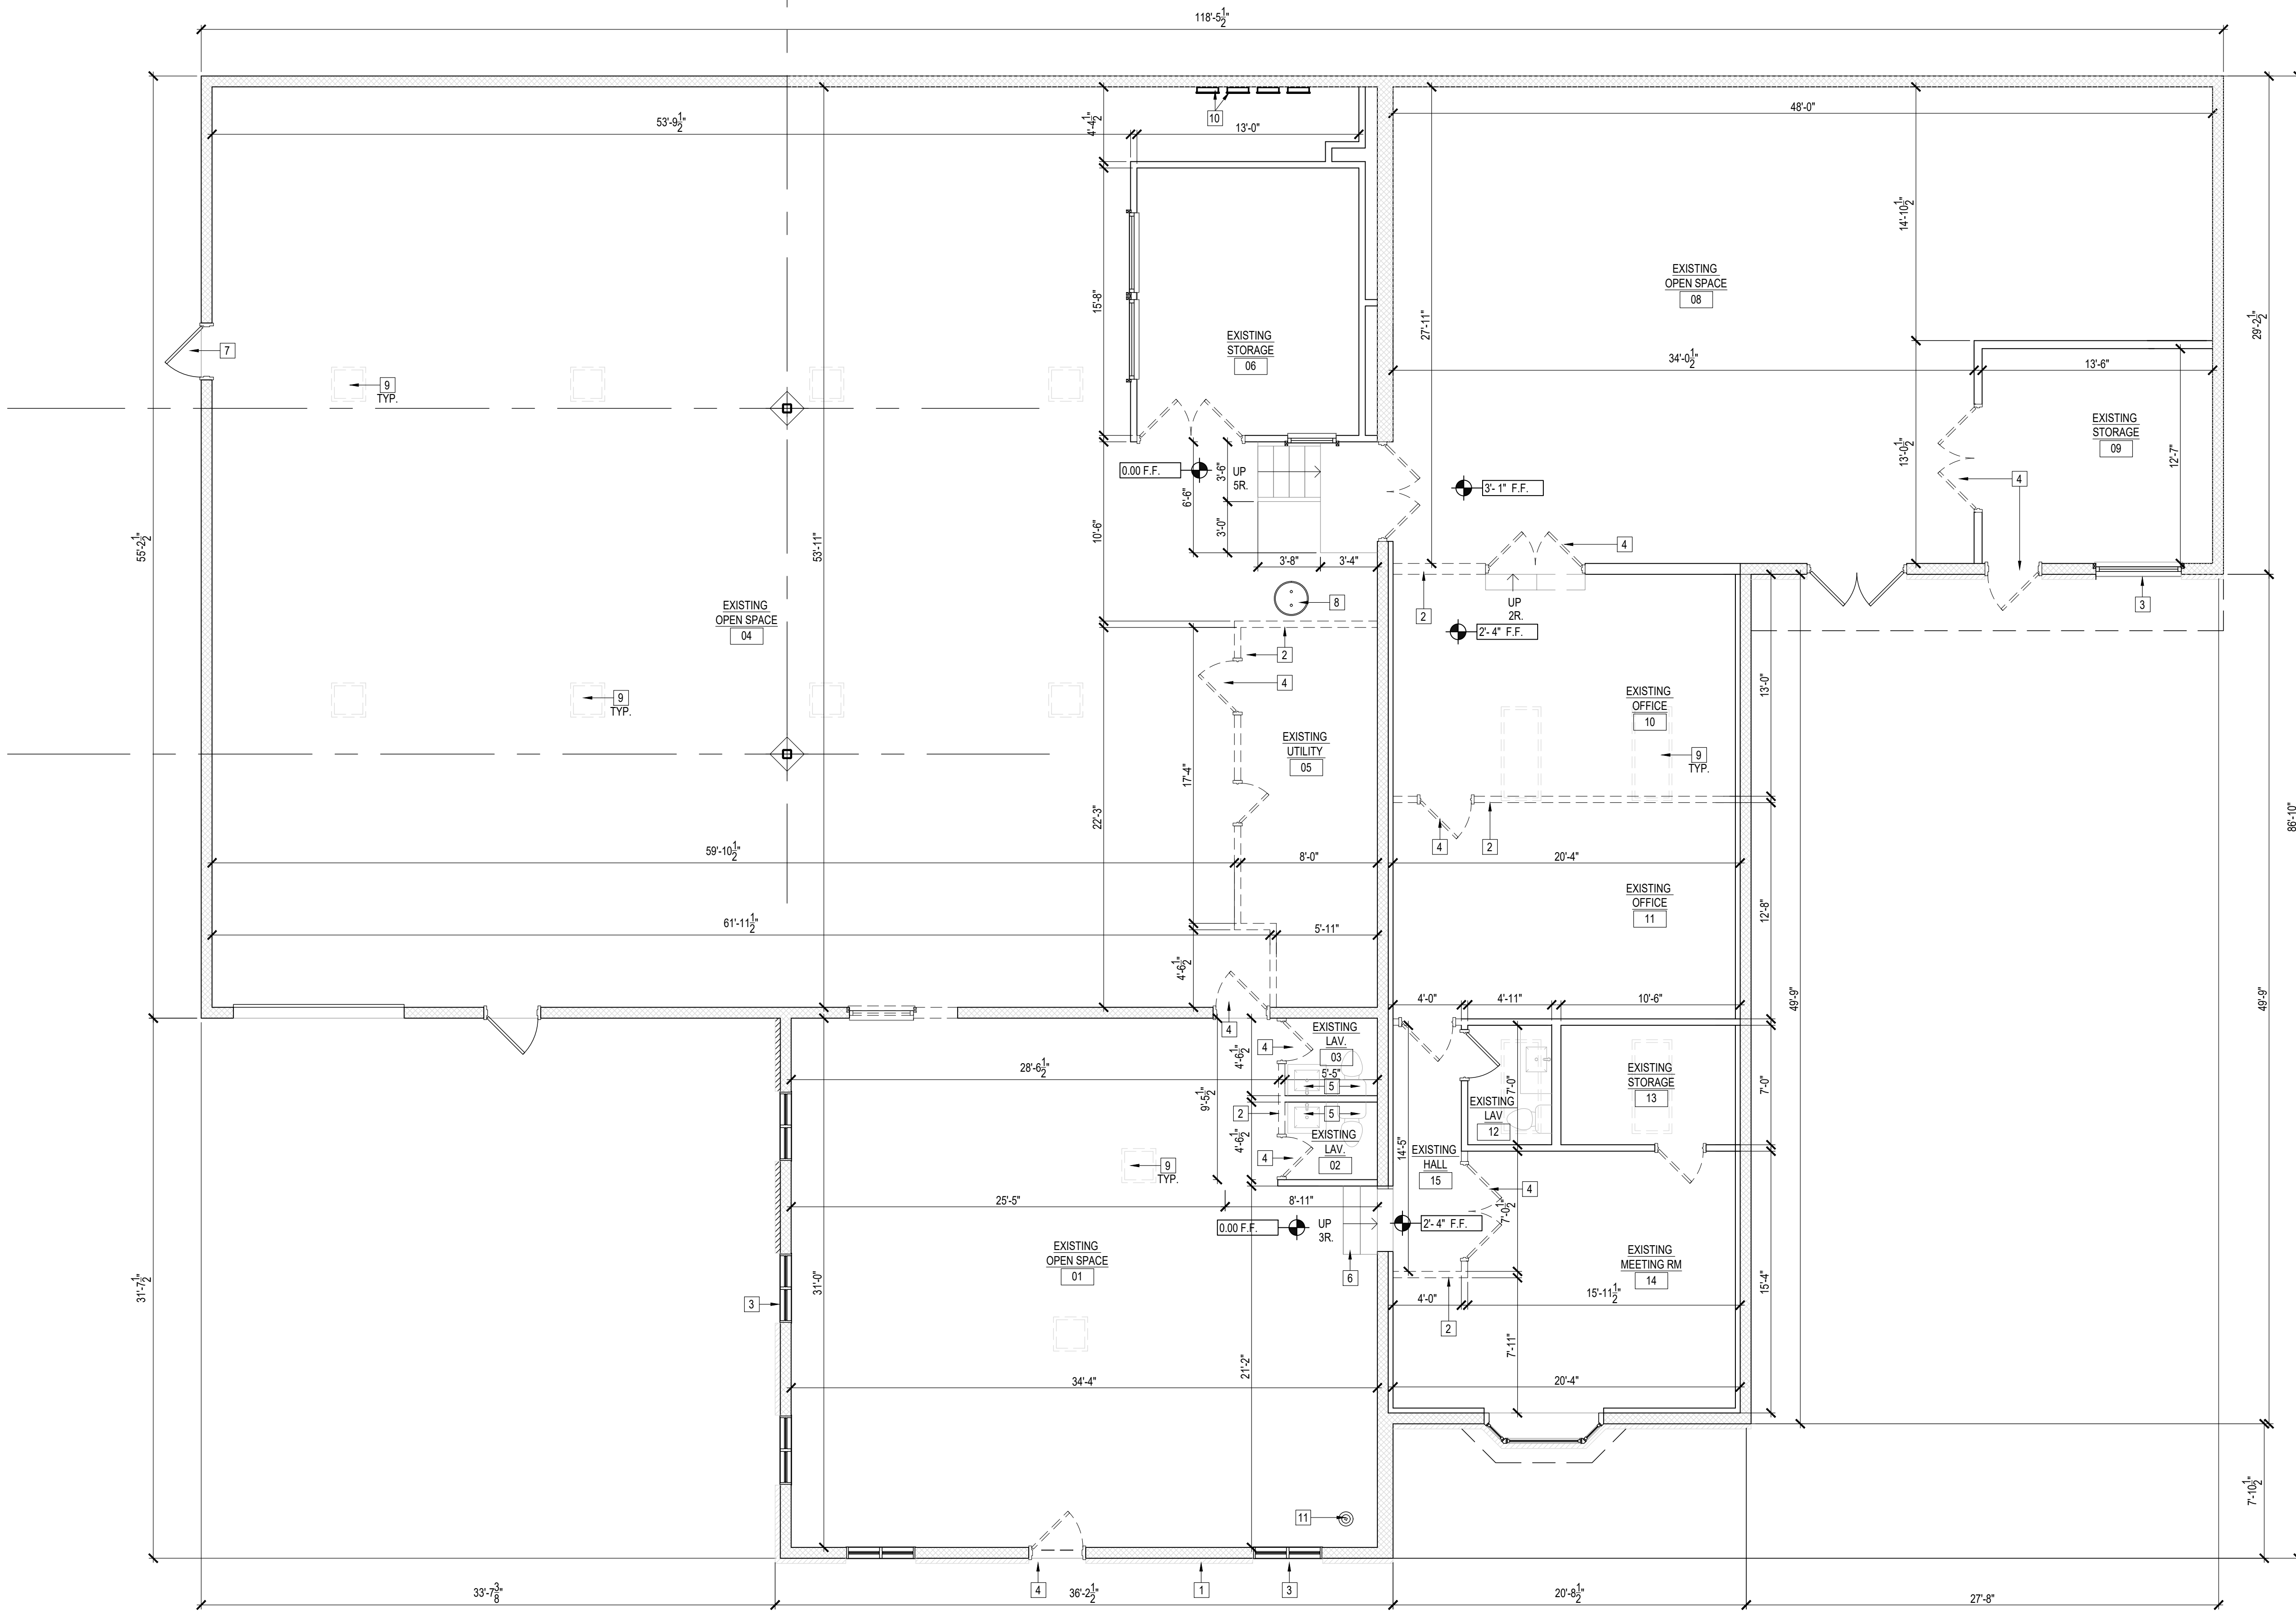 118'-5 1/2"
48'-0"
53'-9 1/2"
4'-4 1/2"
10
13'-0"
14'-10 1/2"
EXISTING
OPEN SPACE
08
15'-8"
27'-11"
29'-2 1/2"
7
EXISTING
STORAGE
06
34'-0 1/2"
13'-6"
9
TYP.
EXISTING
STORAGE
09
13'-0 1/2"
12'-7"
0.00 F.F.
3'-6"
UP
5R.
3'- 1" F.F.
4
6'-6"
10'-6"
3'-0"
55'-2 1/2"
53'-11"
4
3'-8"
3'-4"
EXISTING
OPEN SPACE
04
8
2
UP
2R.
3
2'- 4" F.F.
2
4
13'-0"
9
TYP.
EXISTING
OFFICE
10
EXISTING
UTILITY
05
9
TYP.
17'-4"
22'-3"
86'-10"
4
2
59'-10 1/2"
8'-0"
20'-4"
EXISTING
OFFICE
11
12'-8"
61'-11 1/2"
5'-11"
4'-6 1/2"
4'-0"
4'-11"
10'-6"
49'-9"
49'-9"
4
EXISTING
LAV.
03
4
4'-6 1/2"
28'-6 1/2"
5'-5"
5
7'-0"
EXISTING
STORAGE
13
7'-0"
9'-5 1/2"
2
5
EXISTING
LAV
12
EXISTING
LAV.
02
4'-6 1/2"
4
14'-5"
EXISTING
HALL
15
9
TYP.
4
25'-5"
8'-11"
7'-0 1/2"
0.00 F.F.
UP
3R.
2'- 4" F.F.
EXISTING
OPEN SPACE
01
EXISTING
MEETING RM
14
6
31'-7 1/2"
31'-0"
3
15'-4"
4'-0"
15'-11 1/2"
2
7'-11"
21'-2"
34'-4"
20'-4"
7'-10 1/2"
11
4
1
3
33'-7 3/8"
36'-2 1/2"
20'-8 1/2"
27'-8"